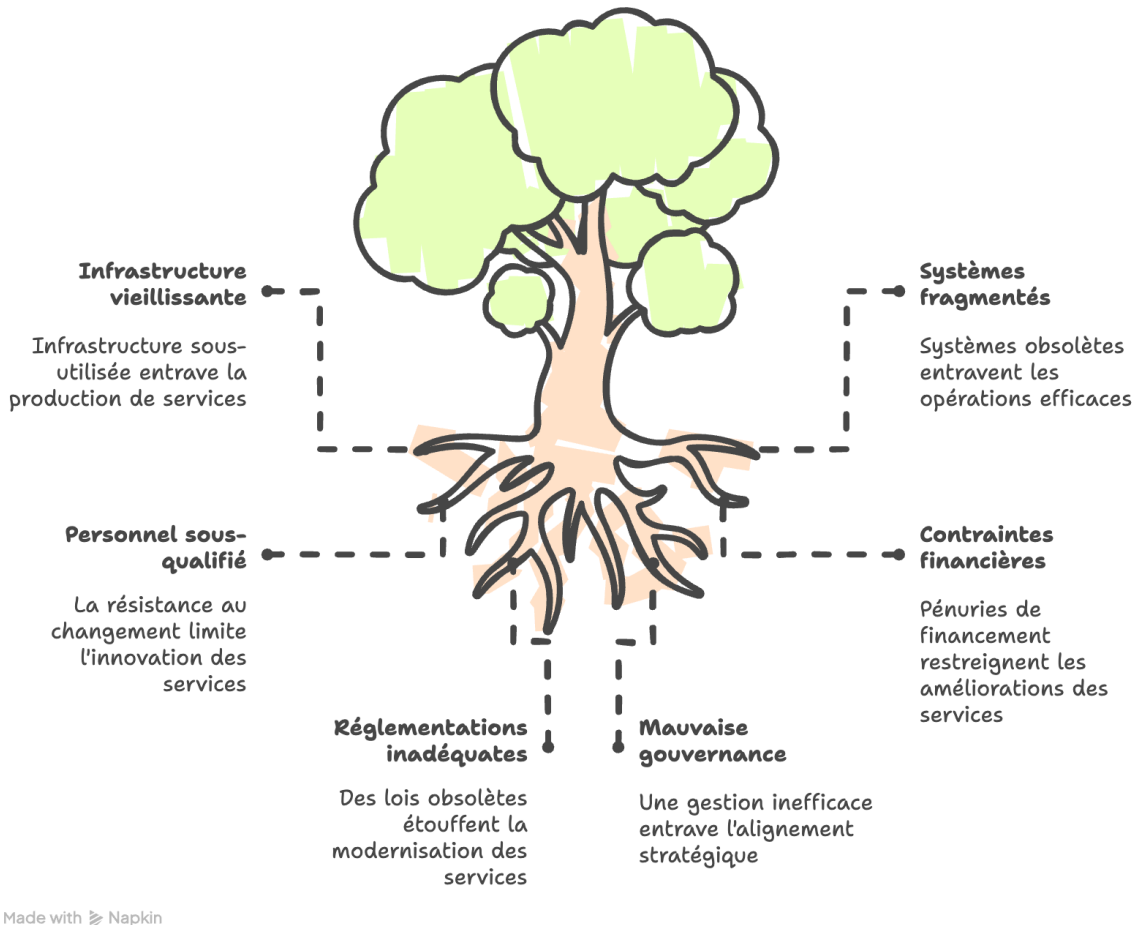 Infrastructure
vieillissante
Infrastructure sous-
utilisée entrave la
production de services
Systèmes
fragmentés
Systèmes obsolètes
entravent les
opérations efficaces
Personnel sous-
qualifié
La résistance au
changement limite
l'innovation des
services
Contraintes
financières
Pénuries de
financement
restreignent les
améliorations des
services
Réglementations
inadéquates
Des lois obsolètes
étouffent la
modernisation des
services
Mauvaise
gouvernance
Une gestion inefficace
entrave l'alignement
stratégique
Made with Napkin